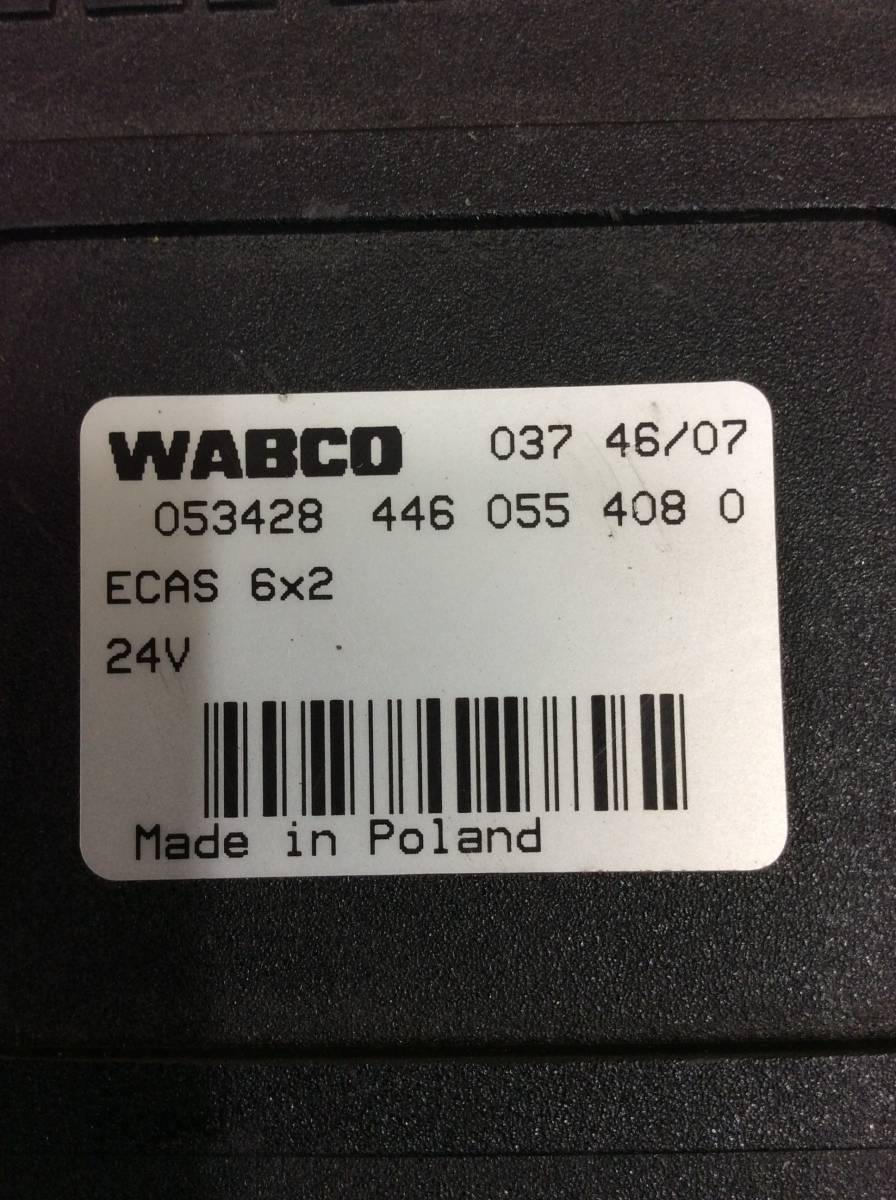 WABCO 037 46/07
053428 446 055 408 0
ECAS 6x2
24V
Made in Poland